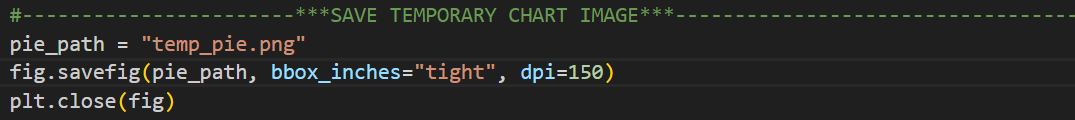 #-----------------------***SAVE TEMPORARY CHART IMAGE***----------------------------------
pie_path = "temp_pie.png"
fig.savefig(pie_path, bbox_inches="tight", dpi=150)
plt.close(fig)